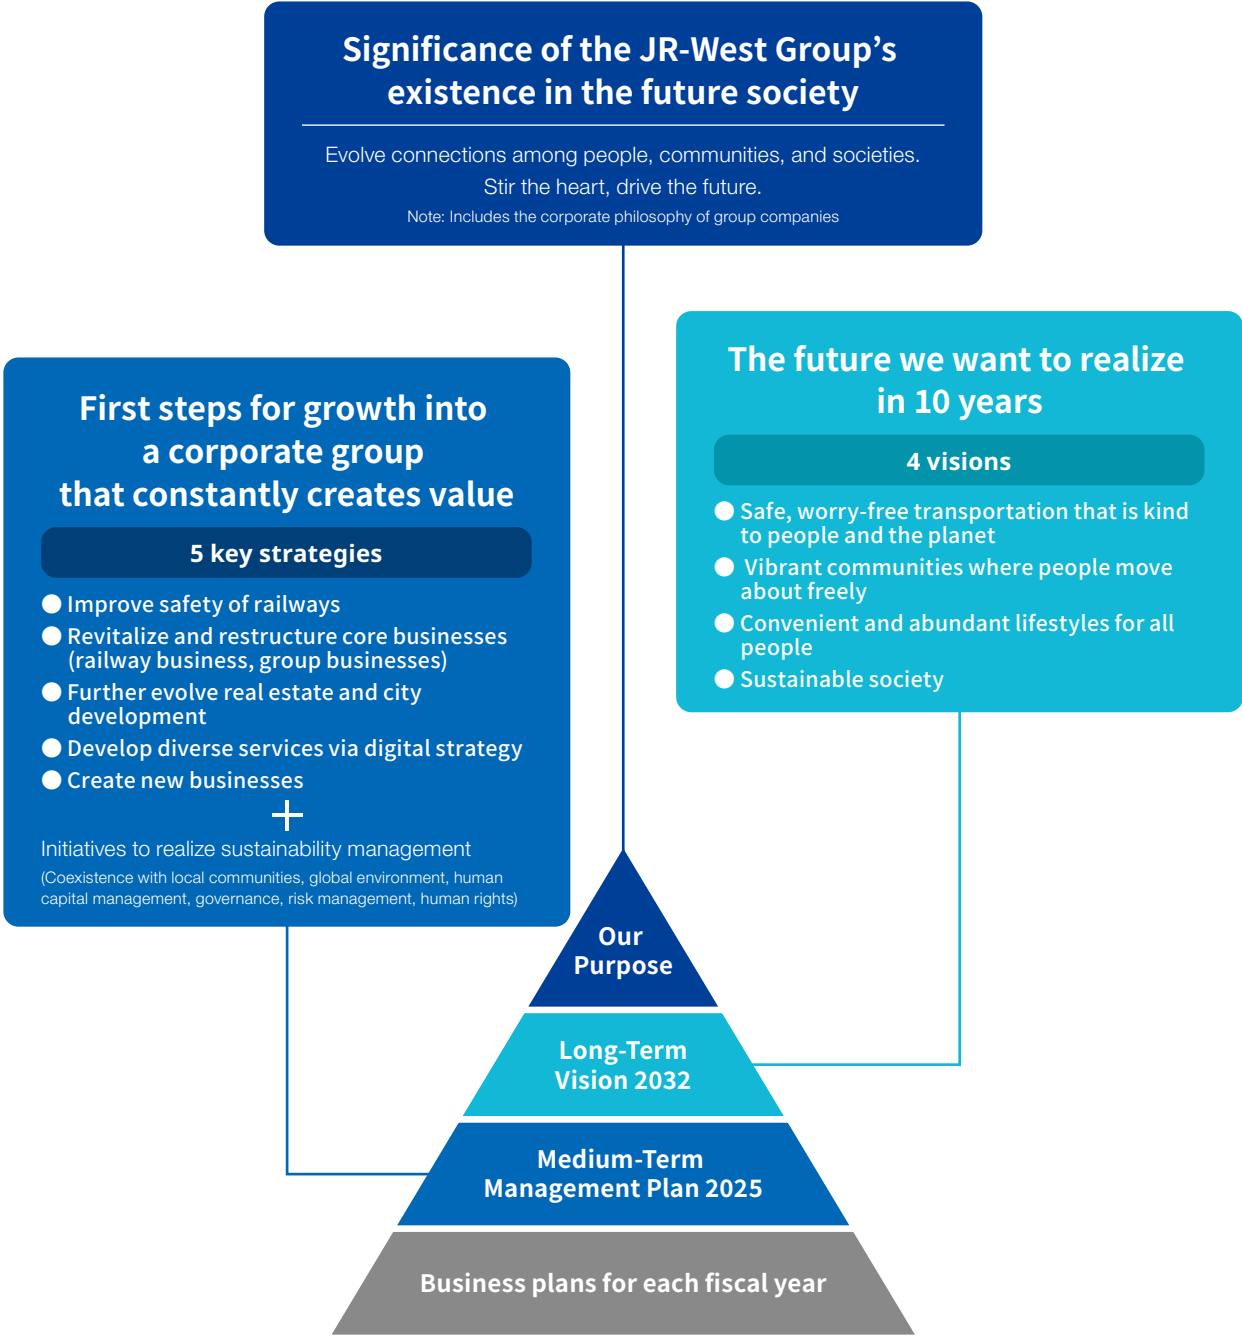 Significance of the JR-West Group’s
existence in the future society
Evolve connections among people, communities, and societies.
Stir the heart, drive the future.
Note: Includes the corporate philosophy of group companies
First steps for growth into
a corporate group
that constantly creates value
5 key strategies
● Improve safety of railways
● Revitalize and restructure core businesses
(railway business, group businesses)
● Further evolve real estate and city
development
● Develop diverse services via digital strategy
● Create new businesses
+
Initiatives to realize sustainability management
(Coexistence with local communities, global environment, human
capital management, governance, risk management, human rights)
The future we want to realize
in 10 years
4 visions
● Safe, worry-free transportation that is kind
to people and the planet
● Vibrant communities where people move
about freely
● Convenient and abundant lifestyles for all
people
● Sustainable society
Our
Purpose
Long-Term
Vision 2032
Medium-Term
Management Plan 2025
Business plans for each fiscal year